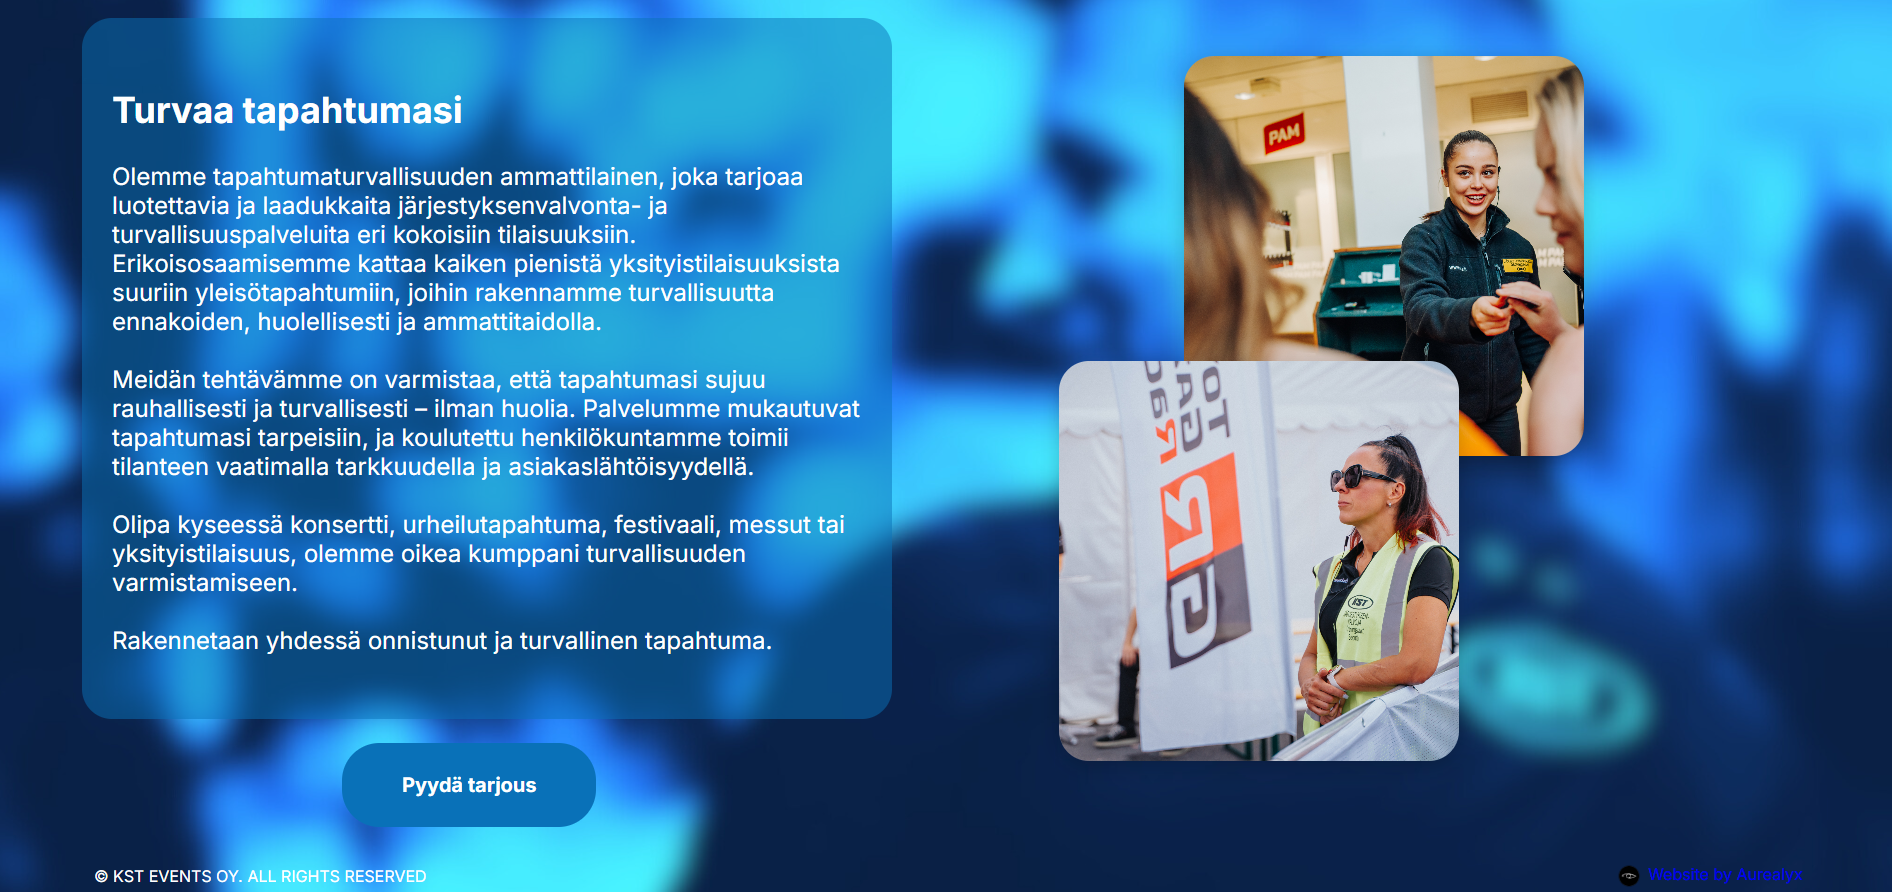 Turvaa tapahtumasi
Olemme tapahtumaturvallisuuden ammattilainen, joka tarjoaa
luotettavia ja laadukkaita järjestyksenvalvonta- ja
turvallisuuspalveluita eri kokoisiin tilaisuuksiin.
Erikoisosaamisemme kattaa kaiken pienistä yksityistilaisuuksista
suuriin yleisötapahtumiin, joihin rakennamme turvallisuutta
ennakoiden, huolellisesti ja ammattitaidolla.
Meidän tehtävämme on varmistaa, että tapahtumasi sujuu
rauhallisesti ja turvallisesti – ilman huolia. Palvelumme mukautuvat
tapahtumasi tarpeisiin, ja koulutettu henkilökuntamme toimii
tilanteen vaatimalla tarkkuudella ja asiakaslähtöisyydellä.
Olipa kyseessä konsertti, urheilutapahtuma, festivaali, messut tai
yksityistilaisuus, olemme oikea kumppani turvallisuuden
varmistamiseen.
Rakennetaan yhdessä onnistunut ja turvallinen tapahtuma.
Pyydä tarjous
PAM
KST
© KST EVENTS OY. ALL RIGHTS RESERVED
Website by Aurealyx